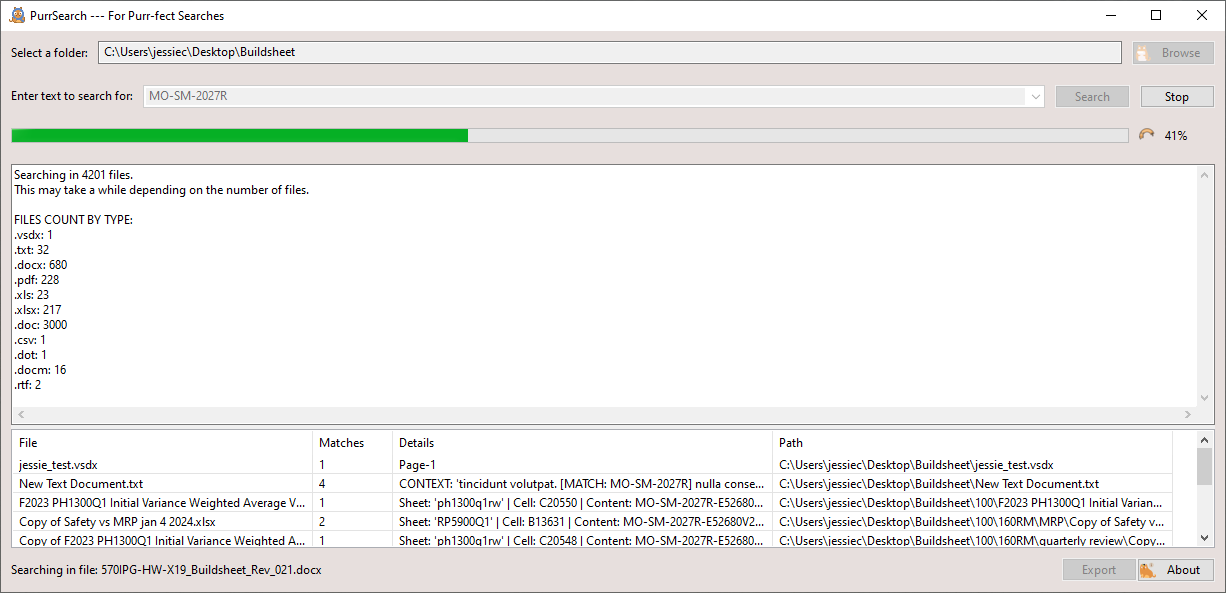 PurrSearch --- For Purr-fect Searches
Select a folder: C:\Users\jessiec\Desktop\Buildsheet Browse
Enter text to search for: MO-SM-2027R Search Stop
41%
Searching in 4201 files.
This may take a while depending on the number of files.
FILES COUNT BY TYPE:
.vsdx: 1
.txt: 32
.docx: 680
.pdf: 228
.xls: 23
.xlsx: 217
.doc: 3000
.csv: 1
.dot: 1
.docm: 16
.rtf: 2
File Matches Details Path
jessie_test.vsdx 1 Page-1 C:\Users\jessiec\Desktop\Buildsheet\jessie_test.vsdx
New Text Document.txt 4 CONTEXT: 'tincidunt volutpat. [MATCH: MO-SM-2027R] nulla conse... C:\Users\jessiec\Desktop\Buildsheet\New Text Document.txt
F2023 PH1300Q1 Initial Variance Weighted Average V... 1 Sheet: 'ph1300q1rw' | Cell: C20550 | Content: MO-SM-2027R-E52680... C:\Users\jessiec\Desktop\Buildsheet\100\F2023 PH1300Q1 Initial Varian...
Copy of Safety vs MRP jan 4 2024.xlsx 2 Sheet: 'RP5900Q1' | Cell: B13631 | Content: MO-SM-2027R-E52680V2... C:\Users\jessiec\Desktop\Buildsheet\100\160RM\MRP\Copy of Safety v...
Copy of F2023 PH1300Q1 Initial Variance Weighted A... 1 Sheet: 'ph1300q1rw' | Cell: C20548 | Content: MO-SM-2027R-E52680... C:\Users\jessiec\Desktop\Buildsheet\100\160RM\quarterly review\Copy...
Searching in file: 570IPG-HW-X19_Buildsheet_Rev_021.docx Export About